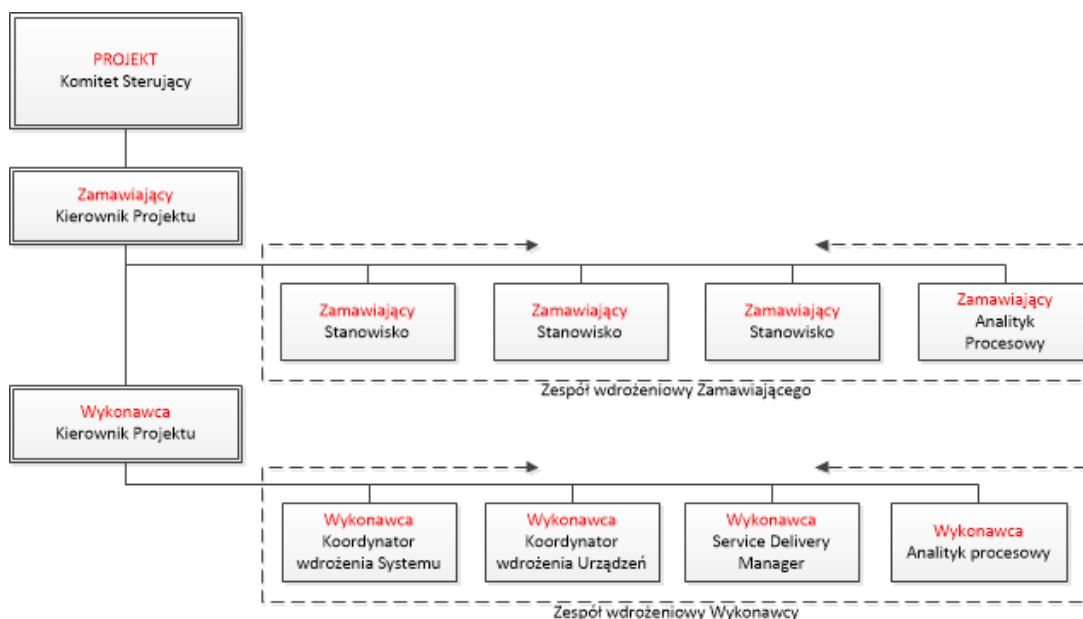 PROJEKT
Komitet Sterujący
Zamawiający
Kierownik Projektu
Zamawiający
Stanowisko
Zamawiający
Stanowisko
Zamawiający
Stanowisko
Zamawiający
Analityk
Procesowy
Zespół wdrożeniowy Zamawiającego
Wykonawca
Kierownik Projektu
Wykonawca
Koordynator
wdrożenia Systemu
Wykonawca
Koordynator
wdrożenia Urządzeń
Wykonawca
Service Delivery
Manager
Wykonawca
Analityk procesowy
Zespół wdrożeniowy Wykonawcy